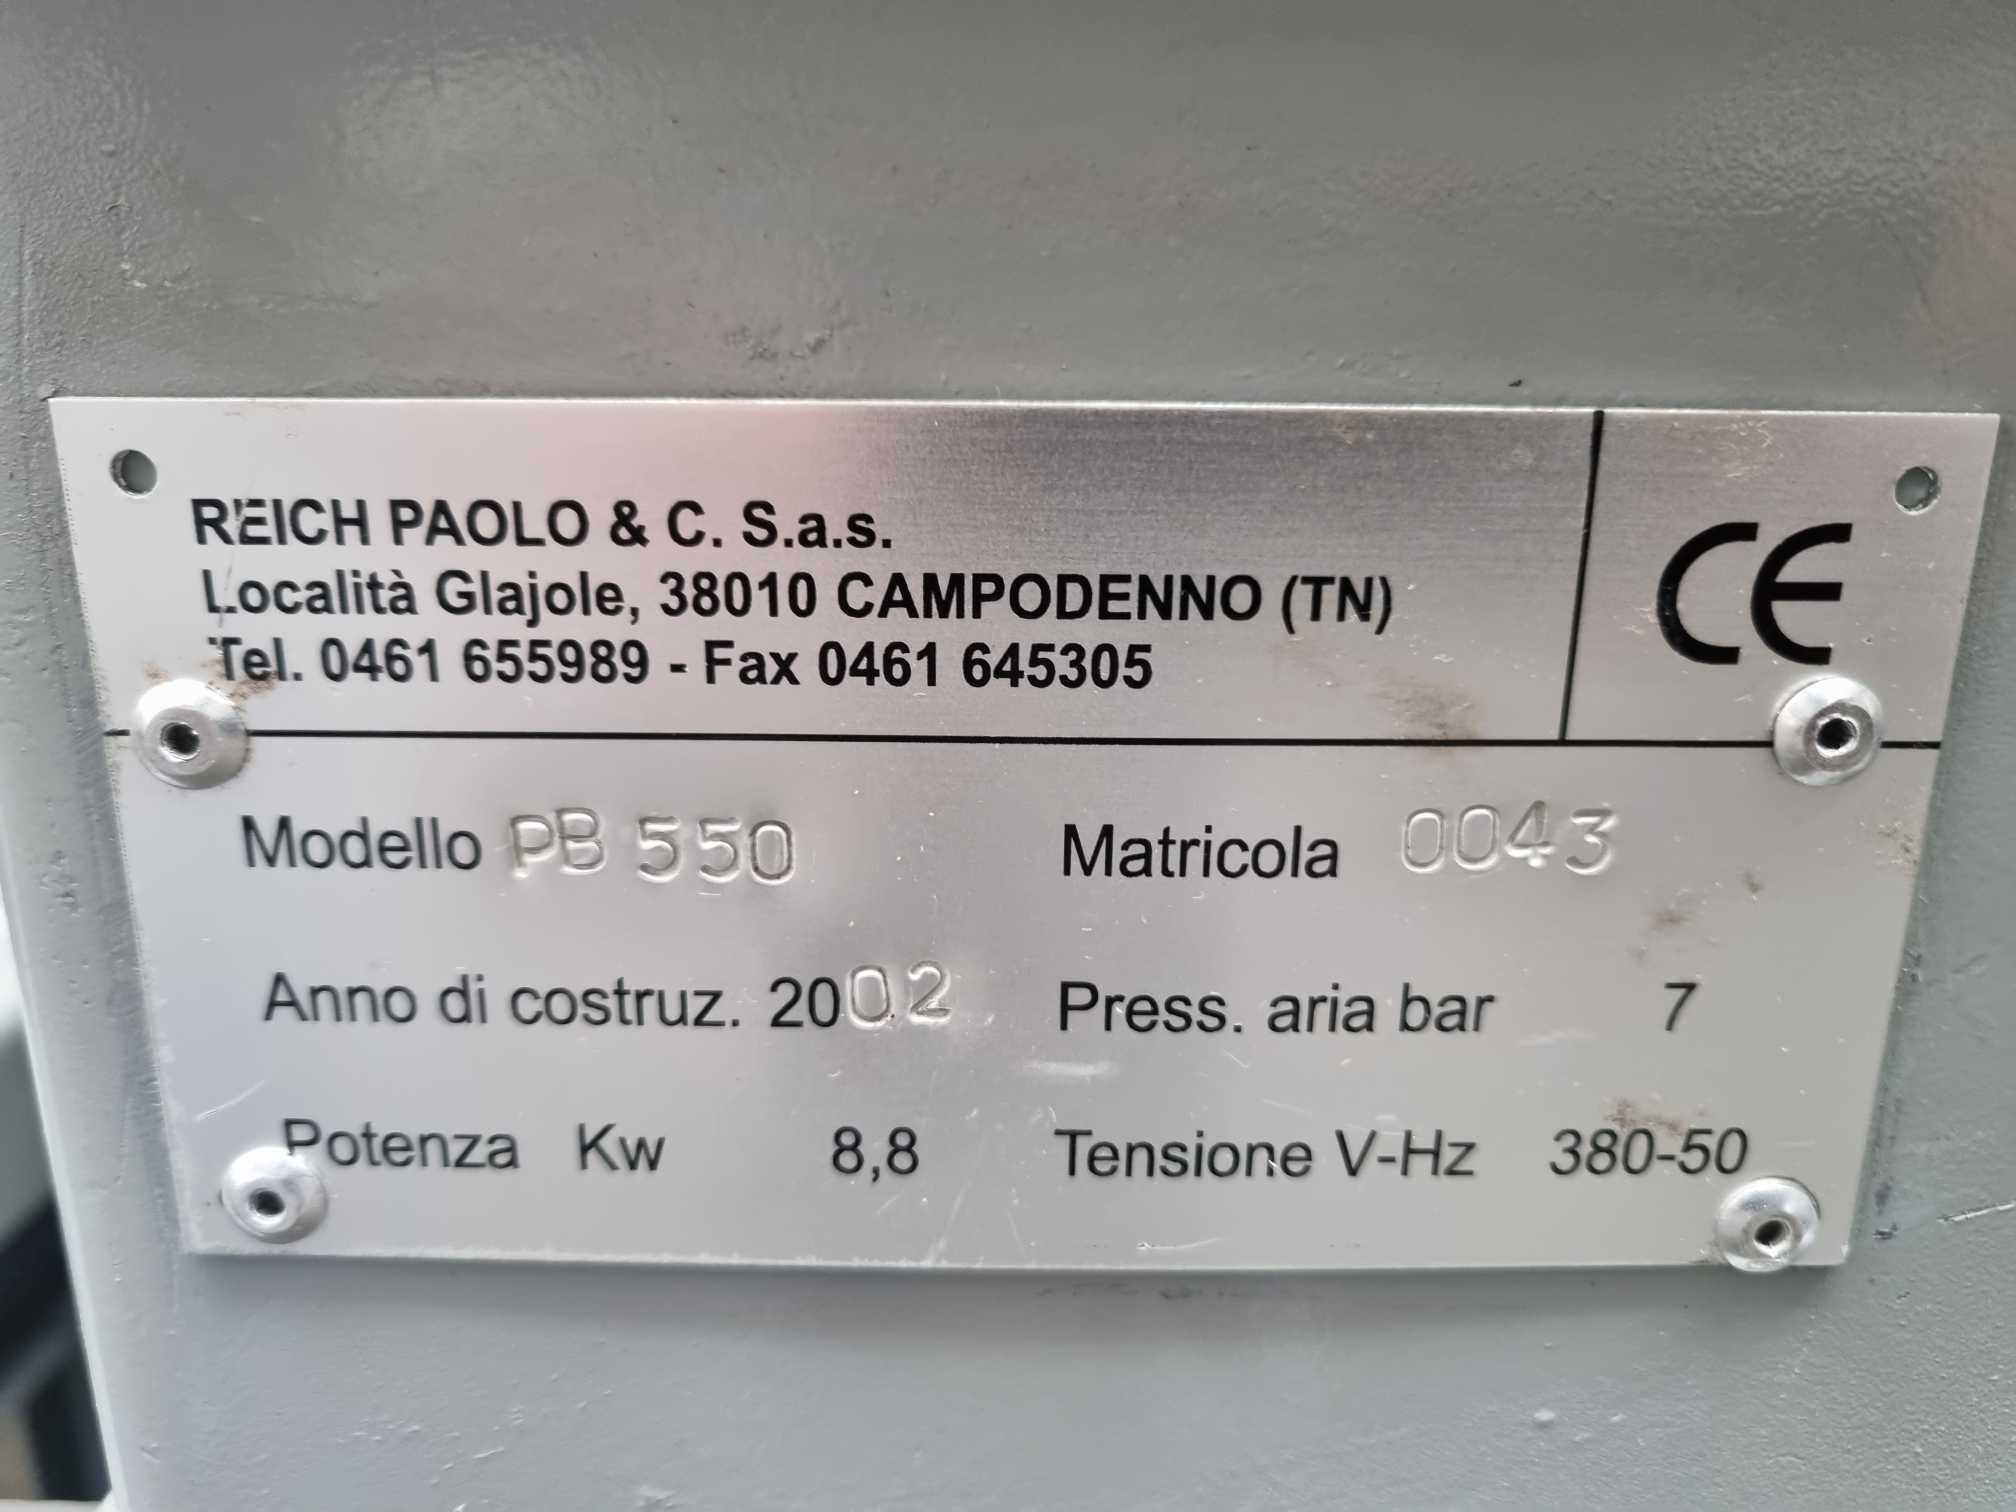 REICH PAOLO & C. S.a.s.
Località Glajole, 38010 CAMPODENNO (TN)
Tel. 0461 655989 - Fax 0461 645305
CE
Modello PB 550 Matricola 0043
Anno di costruz. 2002 Press. aria bar 7
Potenza Kw 8,8 Tensione V-Hz 380-50